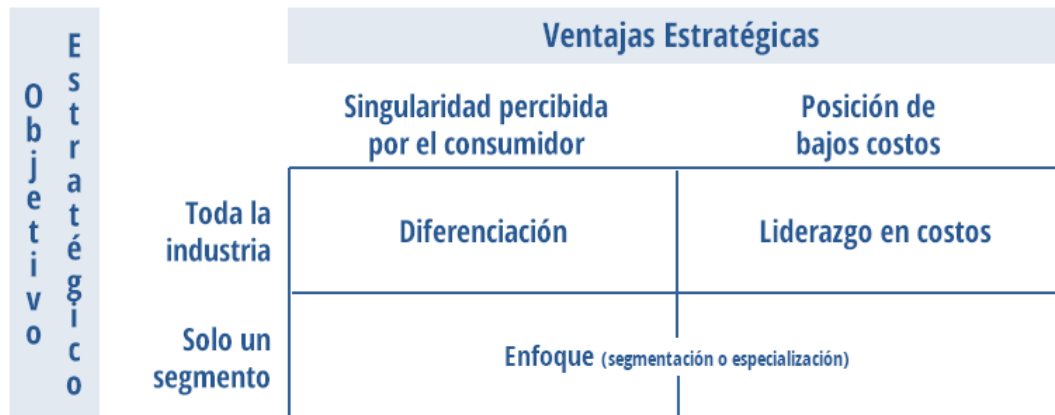 Objetivo
Estratégico
Ventajas Estratégicas
Singularidad percibida
por el consumidor
Posición de
bajos costos
Toda la
industria
Diferenciación
Liderazgo en costos
Solo un
segmento
Enfoque (segmentación o especialización)